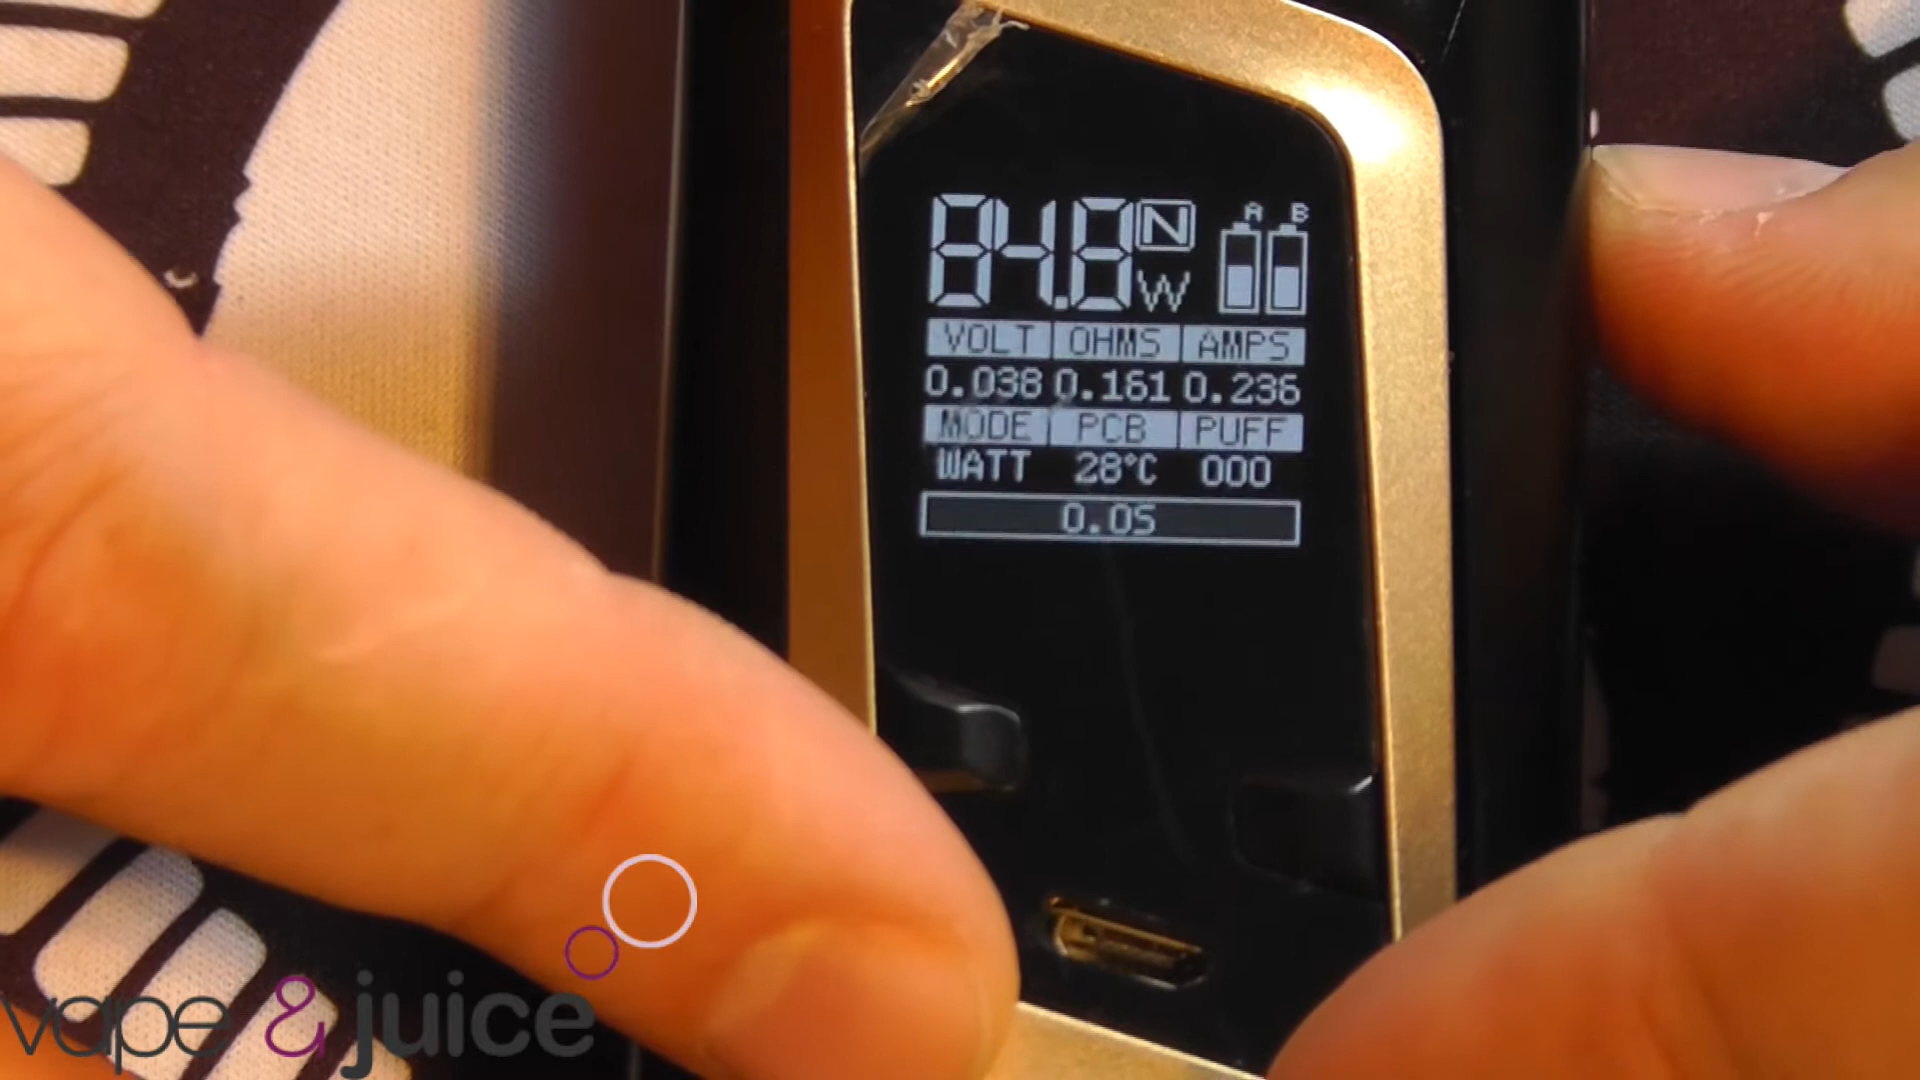 84.8 N W A B
VOLT OHMS AMPS
0.038 0.161 0.236
MODE PCB PUFF
WATT 28°C 000
0.0S
vape & juice